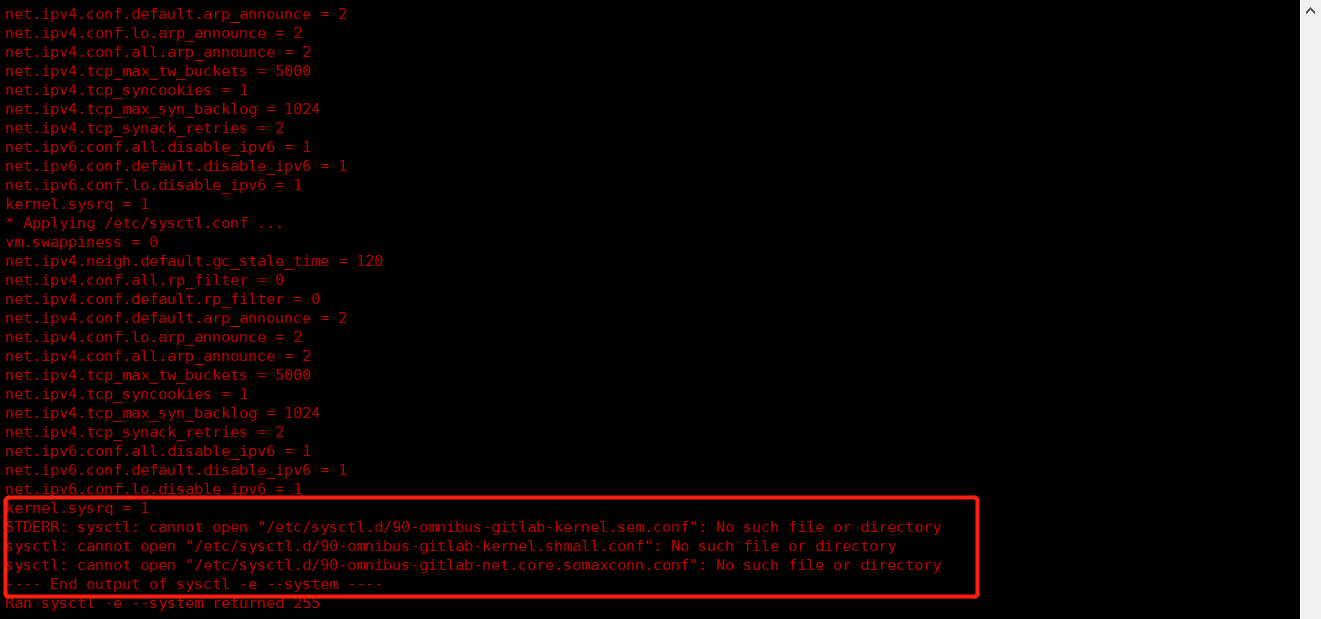 net.ipv4.conf.default.arp_announce = 2
net.ipv4.conf.lo.arp_announce = 2
net.ipv4.conf.all.arp_announce = 2
net.ipv4.tcp_max_tw_buckets = 5000
net.ipv4.tcp_syncookies = 1
net.ipv4.tcp_max_syn_backlog = 1024
net.ipv4.tcp_synack_retries = 2
net.ipv6.conf.all.disable_ipv6 = 1
net.ipv6.conf.default.disable_ipv6 = 1
net.ipv6.conf.lo.disable_ipv6 = 1
kernel.sysrq = 1
* Applying /etc/sysctl.conf ...
vm.swappiness = 0
net.ipv4.neigh.default.gc_stale_time = 120
net.ipv4.conf.all.rp_filter = 0
net.ipv4.conf.default.rp_filter = 0
net.ipv4.conf.default.arp_announce = 2
net.ipv4.conf.lo.arp_announce = 2
net.ipv4.conf.all.arp_announce = 2
net.ipv4.tcp_max_tw_buckets = 5000
net.ipv4.tcp_syncookies = 1
net.ipv4.tcp_max_syn_backlog = 1024
net.ipv4.tcp_synack_retries = 2
net.ipv6.conf.all.disable_ipv6 = 1
net.ipv6.conf.default.disable_ipv6 = 1
net.ipv6.conf.lo.disable_ipv6 = 1
kernel.sysrq = 1
STDERR: sysctl: cannot open "/etc/sysctl.d/90-omnibus-gitlab-kernel.sem.conf": No such file or directory
sysctl: cannot open "/etc/sysctl.d/90-omnibus-gitlab-kernel.shmall.conf": No such file or directory
sysctl: cannot open "/etc/sysctl.d/90-omnibus-gitlab-net.core.somaxconn.conf": No such file or directory
---- End output of sysctl -e --system ----
Ran sysctl -e --system returned 255